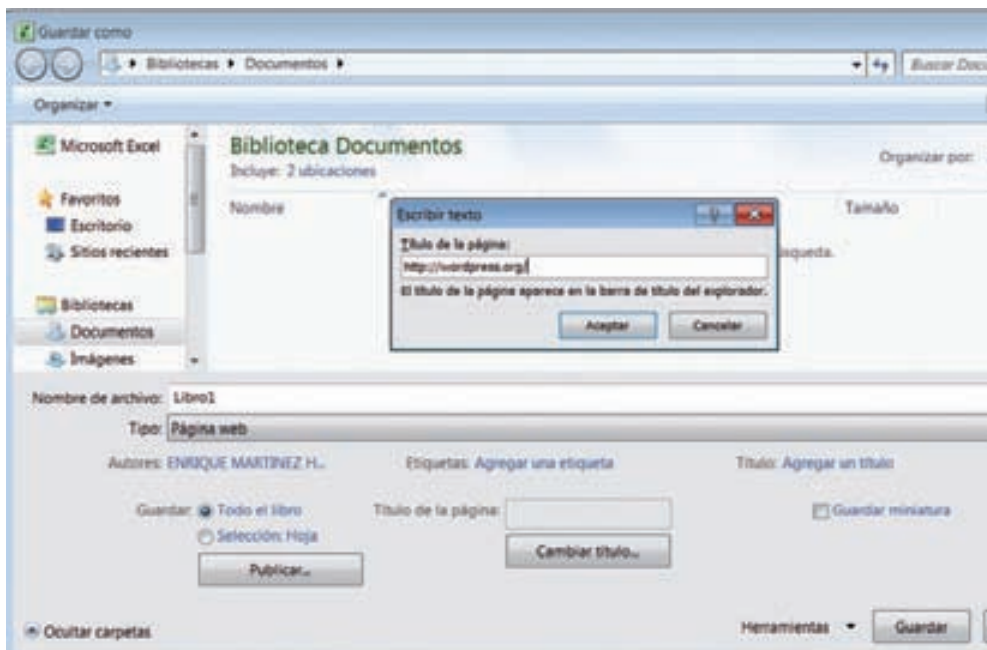 Guardar como
Bibliotecas Documentos Buscar Doc
Organizar
Microsoft Excel
Favoritos
Escritorio
Sitios recientes
Bibliotecas
Documentos
Imágenes
Biblioteca Documentos
Incluye: 2 ubicaciones
Organizar por:
Nombre
Tamaño
squeda.
Escribir texto
Título de la página:
http://wordpress.org/
El título de la página aparece en la barra de título del explorador.
Aceptar Cancelar
Nombre de archivo: Libro1
Tipo: Página web
Autores: ENRIQUE MARTINEZ H... Etiquetas: Agregar una etiqueta Título: Agregar un título
Guardar: Todo el libro Título de la página: Guardar miniatura
Selección: Hoja
Publicar... Cambiar título...
Ocultar carpetas Herramientas Guardar